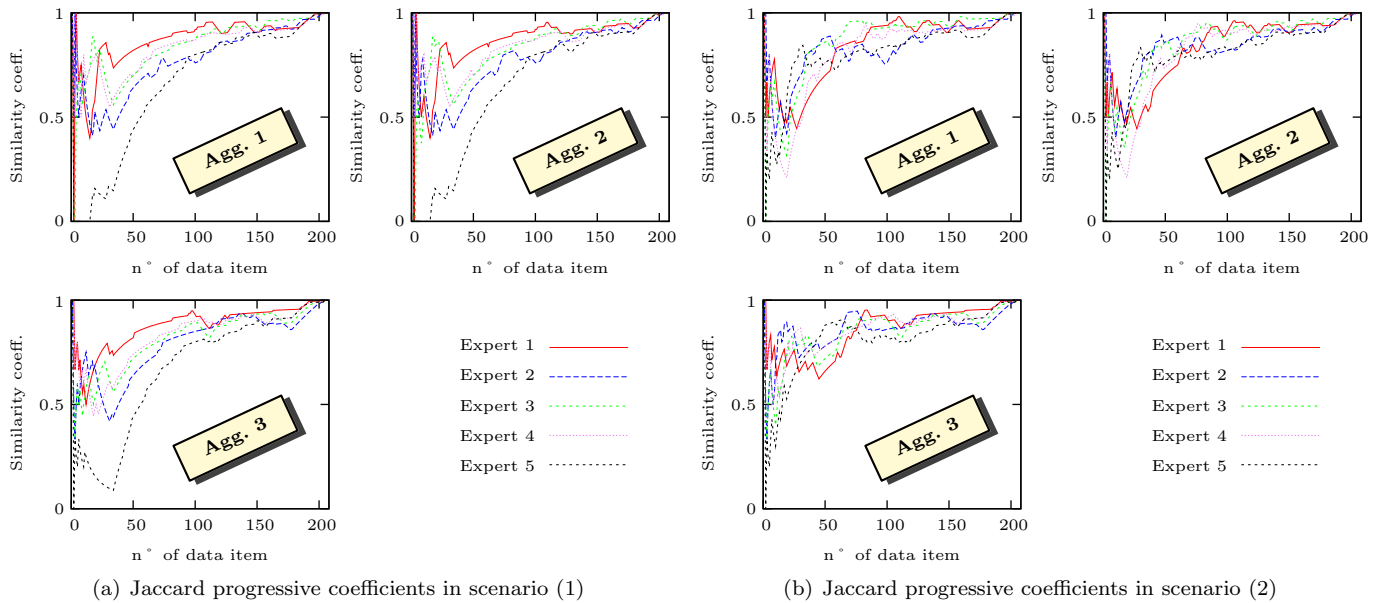 1
0.5
0
Similarity coeff.
Agg. 1
0 50 100 150 200
n° of data item
1
0.5
0
Similarity coeff.
Agg. 2
0 50 100 150 200
n° of data item
1
0.5
0
Similarity coeff.
Agg. 3
0 50 100 150 200
n° of data item
Expert 1
Expert 2
Expert 3
Expert 4
Expert 5
(a) Jaccard progressive coefficients in scenario (1)
1
0.5
0
Similarity coeff.
Agg. 1
0 50 100 150 200
n° of data item
1
0.5
0
Similarity coeff.
Agg. 2
0 50 100 150 200
n° of data item
1
0.5
0
Similarity coeff.
Agg. 3
0 50 100 150 200
n° of data item
Expert 1
Expert 2
Expert 3
Expert 4
Expert 5
(b) Jaccard progressive coefficients in scenario (2)